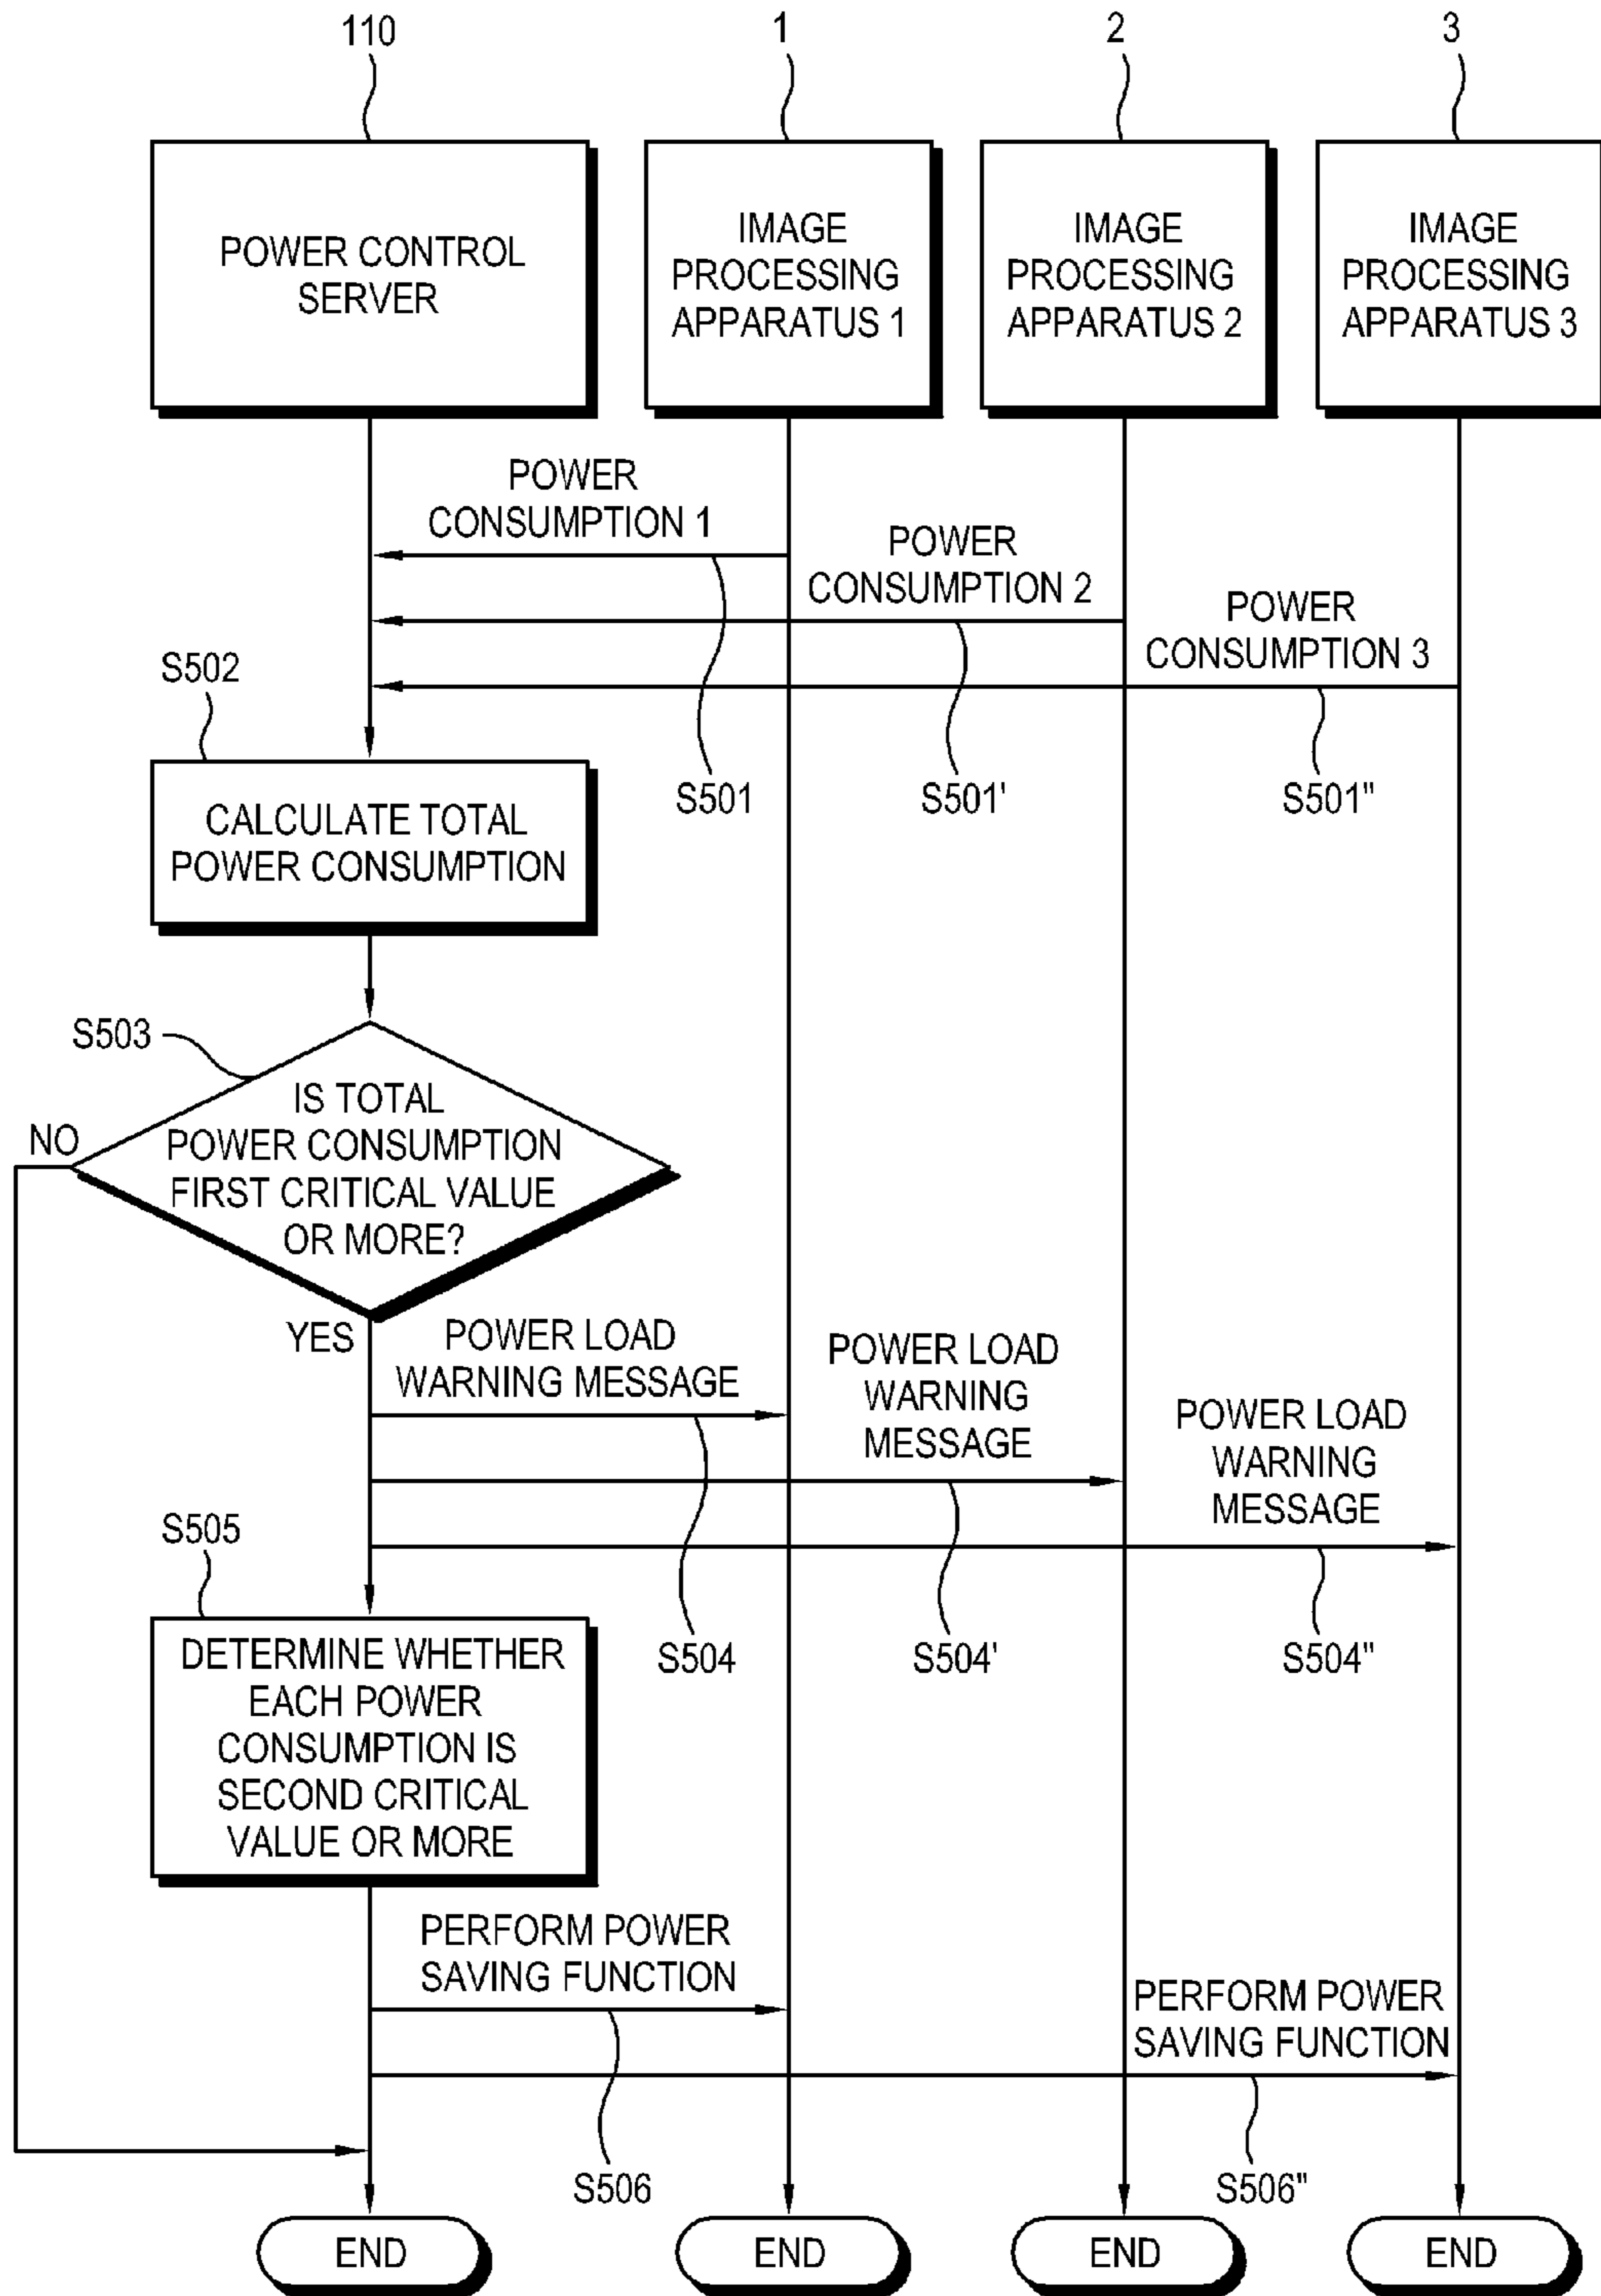 110
1
2
3
POWER CONTROL
SERVER
IMAGE
PROCESSING
APPARATUS 1
IMAGE
PROCESSING
APPARATUS 2
IMAGE
PROCESSING
APPARATUS 3
POWER
CONSUMPTION 1
POWER
CONSUMPTION 2
POWER
CONSUMPTION 3
S501
S501'
S501"
S502
CALCULATE TOTAL
POWER CONSUMPTION
S503
IS TOTAL
POWER CONSUMPTION
FIRST CRITICAL VALUE
OR MORE?
NO
YES
POWER LOAD
WARNING MESSAGE
POWER LOAD
WARNING
MESSAGE
POWER LOAD
WARNING
MESSAGE
S504
S504'
S504"
S505
DETERMINE WHETHER
EACH POWER
CONSUMPTION IS
SECOND CRITICAL
VALUE OR MORE
PERFORM POWER
SAVING FUNCTION
PERFORM POWER
SAVING FUNCTION
S506
S506"
END
END
END
END